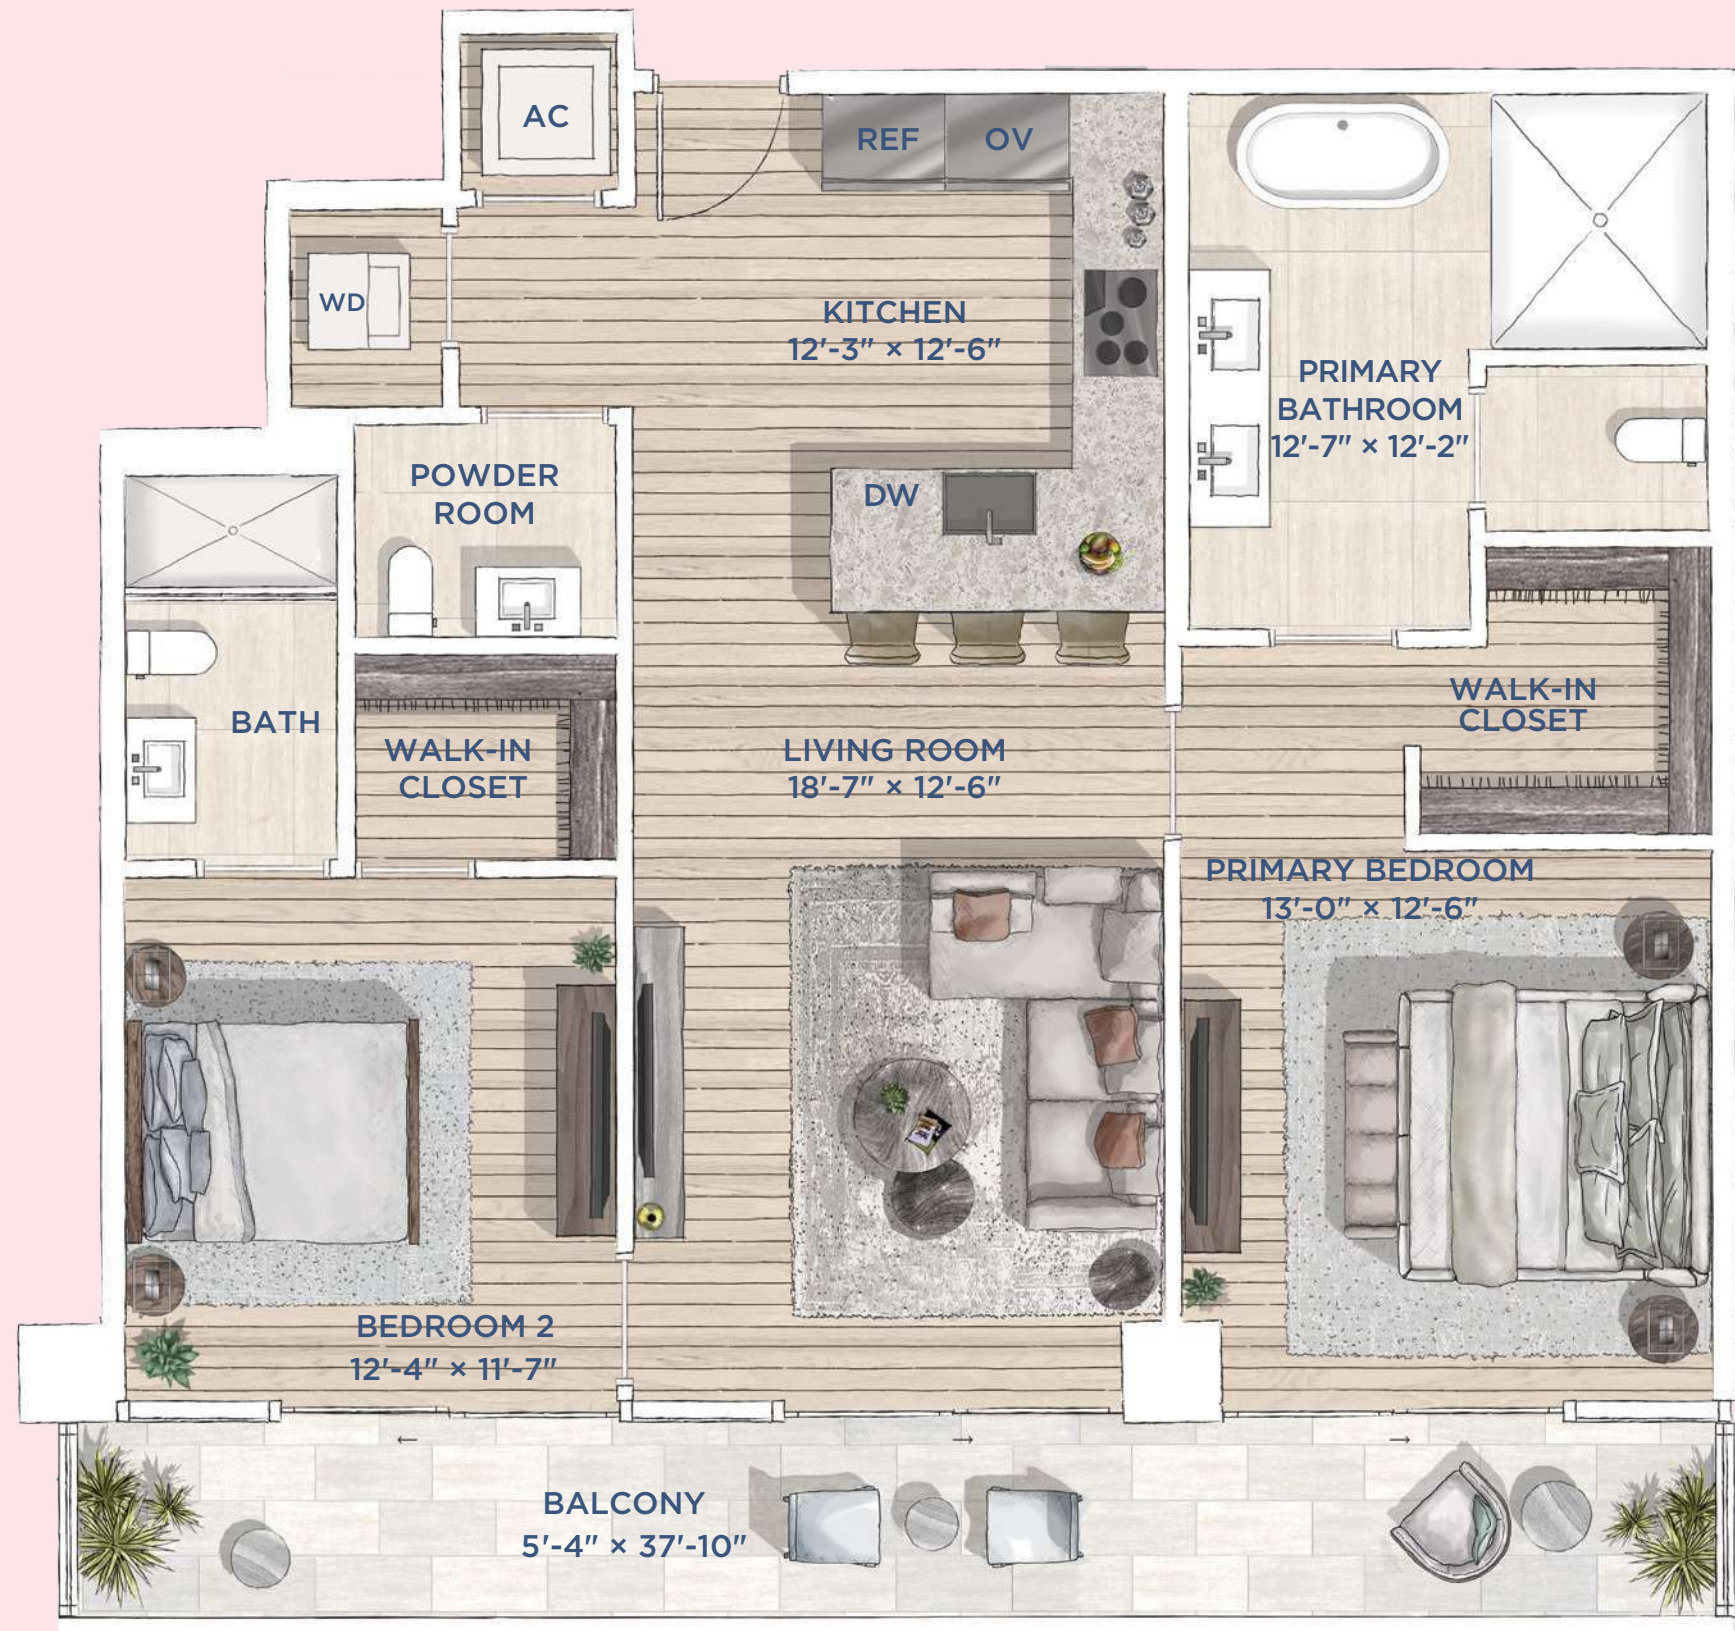 AC
REF
OV
WD
KITCHEN
12'-3" × 12'-6"
PRIMARY
BATHROOM
12'-7" × 12'-2"
POWDER
ROOM
DW
BATH
WALK-IN
CLOSET
LIVING ROOM
18'-7" × 12'-6"
WALK-IN
CLOSET
PRIMARY BEDROOM
13'-0" × 12'-6"
BEDROOM 2
12'-4" × 11'-7"
BALCONY
5'-4" × 37'-10"